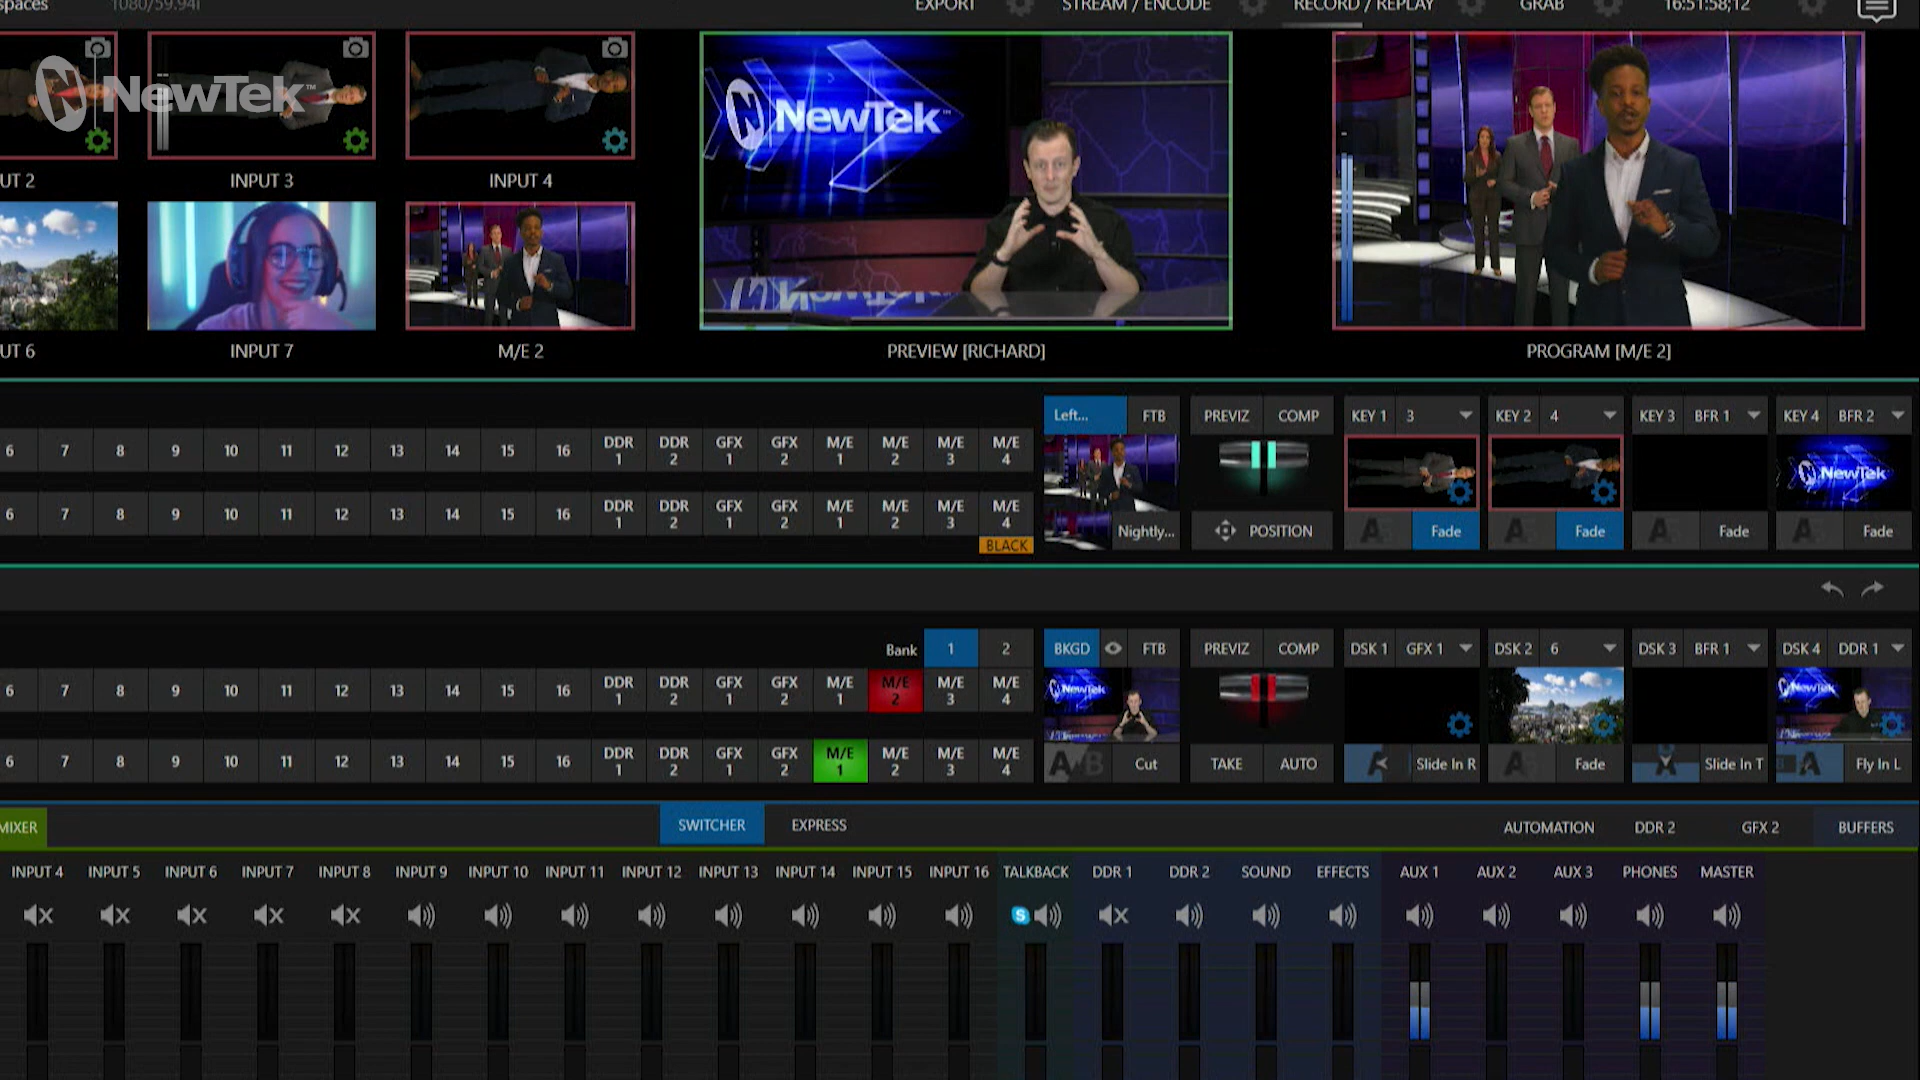 spaces 1080/59.94i EXPORT STREAM / ENCODE RECORD / REPLAY GRAB 16:51:58;12
NEWTEK™
NEWTEK
UT 2 INPUT 3 INPUT 4
UT 6 INPUT 7 M/E 2 PREVIEW [RICHARD] PROGRAM [M/E 2]
Left... FTB PREVIZ COMP KEY 1 3 KEY 2 4 KEY 3 BFR 1 KEY 4 BFR 2
6 7 8 9 10 11 12 13 14 15 16 DDR 1 DDR 2 GFX 1 GFX 2 M/E 1 M/E 2 M/E 3 M/E 4
NEWTEK
6 7 8 9 10 11 12 13 14 15 16 DDR 1 DDR 2 GFX 1 GFX 2 M/E 1 M/E 2 M/E 3 M/E 4
BLACK
Nightly... POSITION A Fade A Fade A Fade A Fade
Bank 1 2 BKGD FTB PREVIZ COMP DSK 1 GFX 1 DSK 2 6 DSK 3 BFR 1 DSK 4 DDR 1
6 7 8 9 10 11 12 13 14 15 16 DDR 1 DDR 2 GFX 1 GFX 2 M/E 1 M/E 2 M/E 3 M/E 4
NEWTEK NEWTEK
6 7 8 9 10 11 12 13 14 15 16 DDR 1 DDR 2 GFX 1 GFX 2 M/E 1 M/E 2 M/E 3 M/E 4
A B Cut TAKE AUTO Slide In R A Fade Slide In T B A Fly In L
MIXER SWITCHER EXPRESS AUTOMATION DDR 2 GFX 2 BUFFERS
INPUT 4 INPUT 5 INPUT 6 INPUT 7 INPUT 8 INPUT 9 INPUT 10 INPUT 11 INPUT 12 INPUT 13 INPUT 14 INPUT 15 INPUT 16 TALKBACK DDR 1 DDR 2 SOUND EFFECTS AUX 1 AUX 2 AUX 3 PHONES MASTER